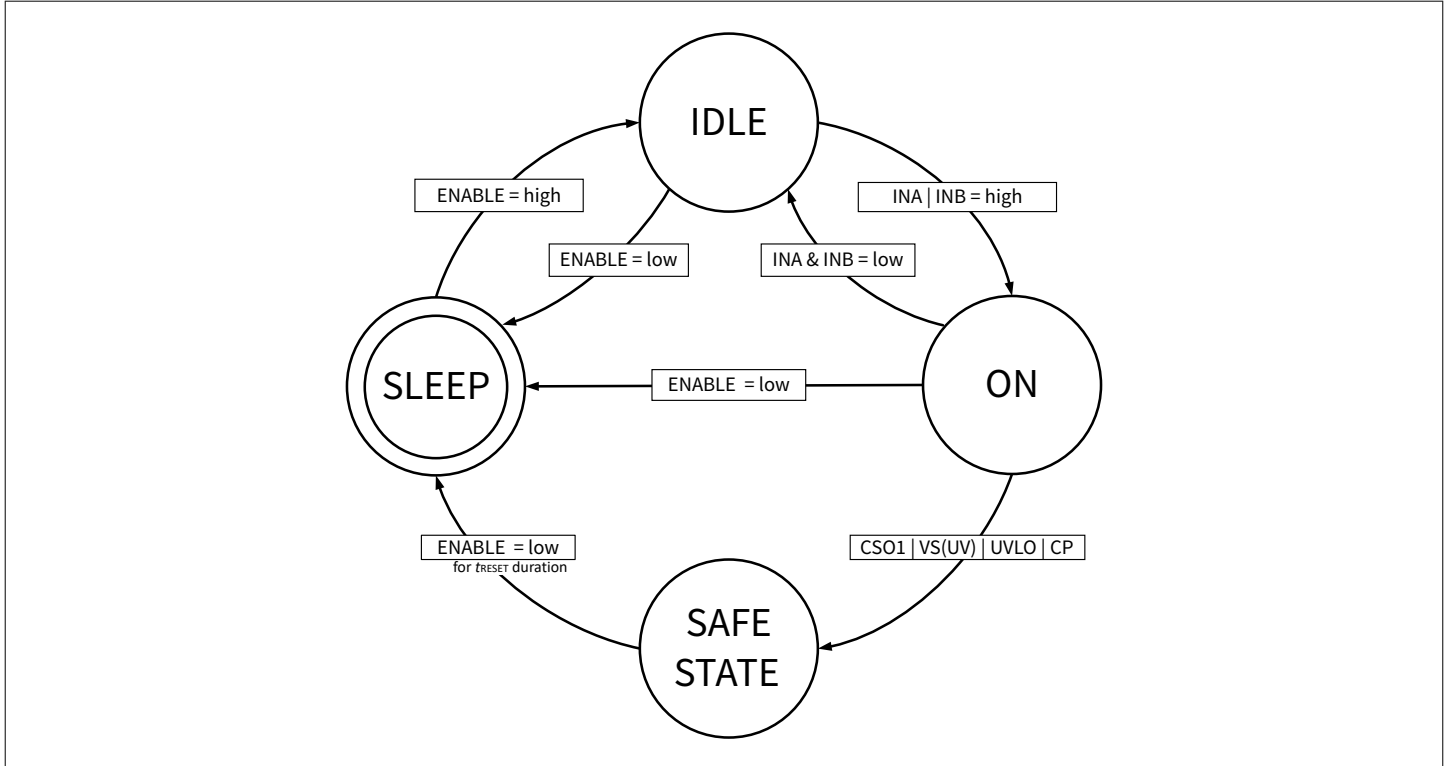 IDLE
ENABLE = high
INA | INB = high
ENABLE = low
INA & INB = low
SLEEP
ENABLE = low
ON
ENABLE = low
for tRESET duration
CSO1 | VS(UV) | UVLO | CP
SAFE
STATE